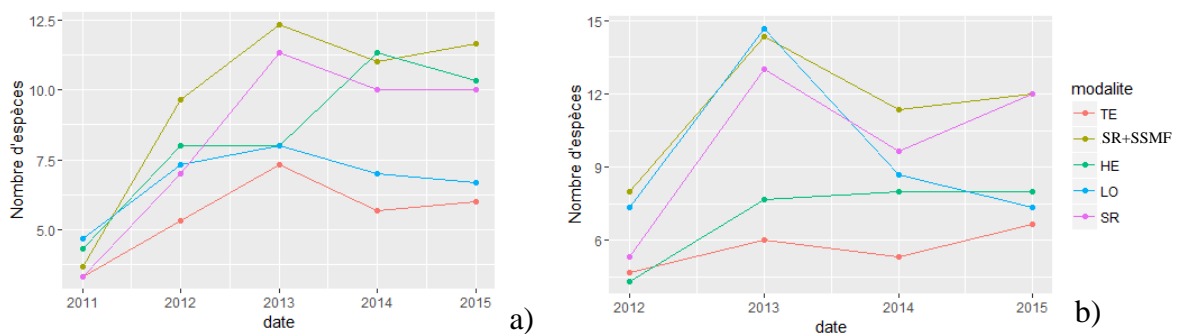 12.5
10.0
7.5
5.0
Nombre d'espèces
2011 2012 2013 2014 2015
date
a)
15
12
9
6
Nombre d'espèces
2012 2013 2014 2015
date
b)
modalite
TE
SR+SSMF
HE
LO
SR